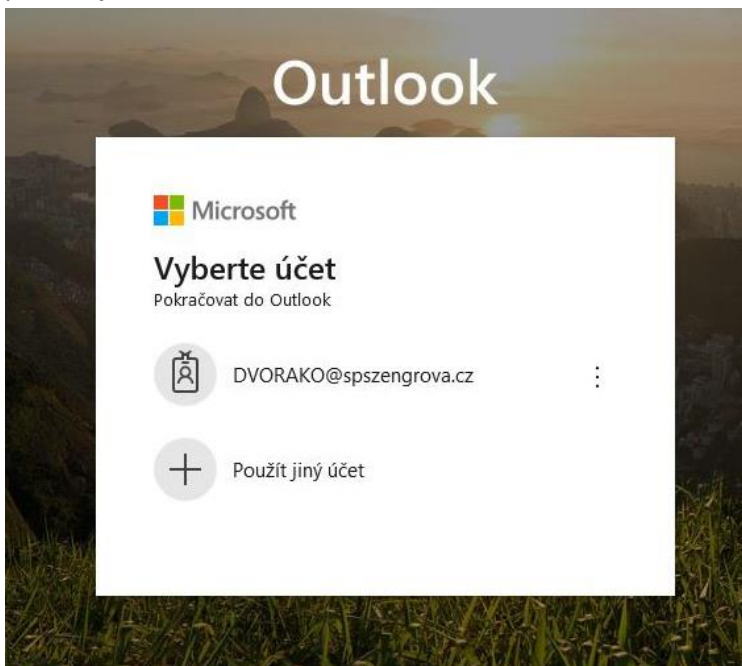 Outlook
Microsoft
Vyberte účet
Pokračovat do Outlook
DVORAKO@spszengrova.cz
Použít jiný účet